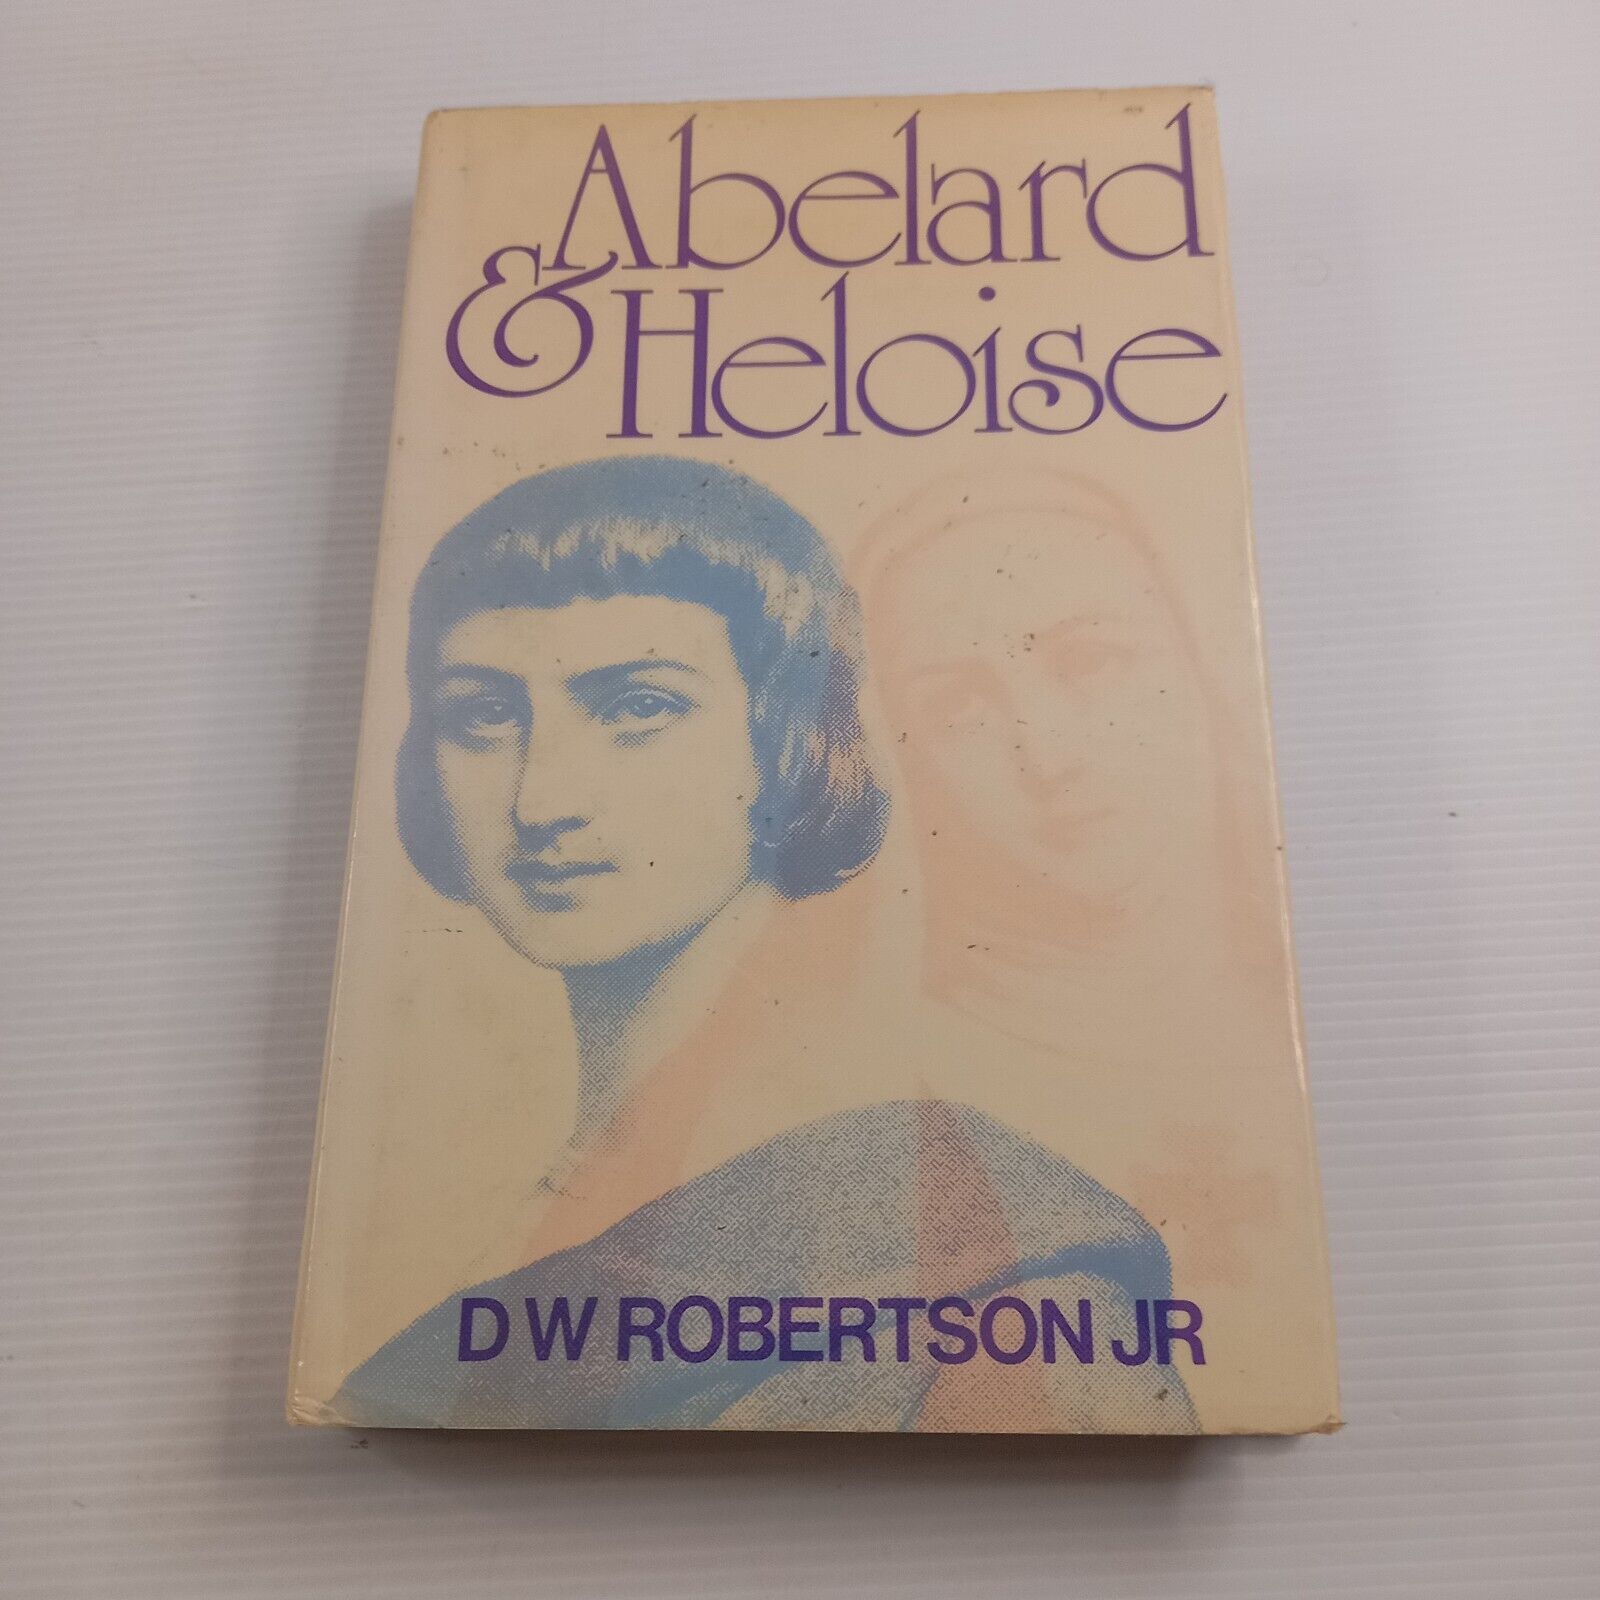 Abelard
& Heloise
D W ROBERTSON JR